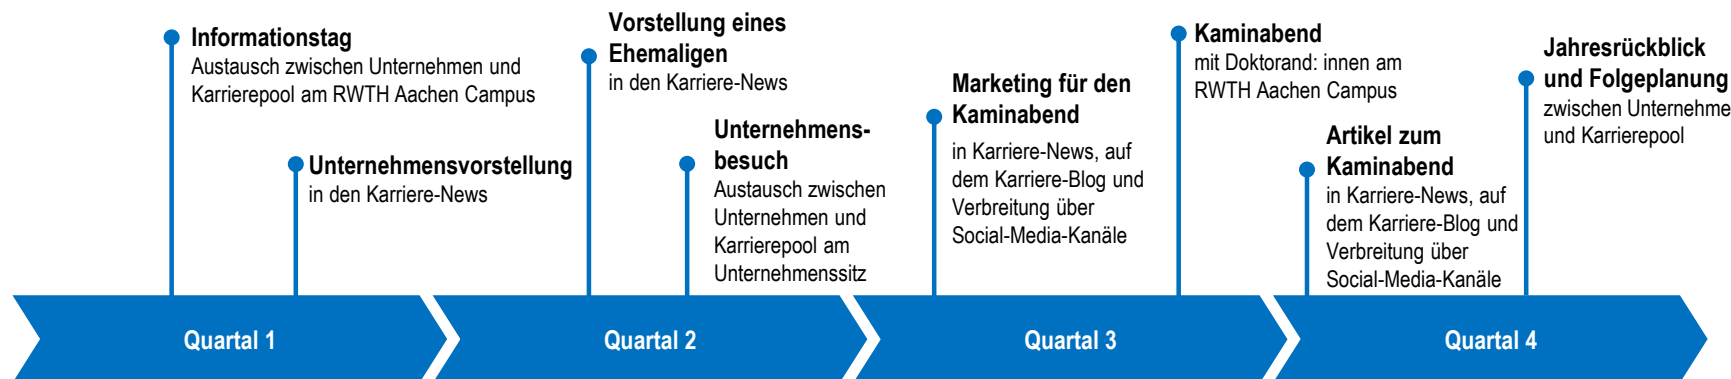 Informationstag
Austausch zwischen Unternehmen und
Karrierepool am RWTH Aachen Campus
Unternehmensvorstellung
in den Karriere-News
Vorstellung eines
Ehemaligen
in den Karriere-News
Unternehmens-
besuch
Austausch zwischen
Unternehmen und
Karrierepool am
Unternehmenssitz
Marketing für den
Kaminabend
in Karriere-News, auf
dem Karriere-Blog und
Verbreitung über
Social-Media-Kanäle
Kaminabend
mit Doktorand: innen am
RWTH Aachen Campus
Artikel zum
Kaminabend
in Karriere-News, auf
dem Karriere-Blog und
Verbreitung über
Social-Media-Kanäle
Jahresrückblick
und Folgeplanung
zwischen Unternehme
und Karrierepool
Quartal 1
Quartal 2
Quartal 3
Quartal 4